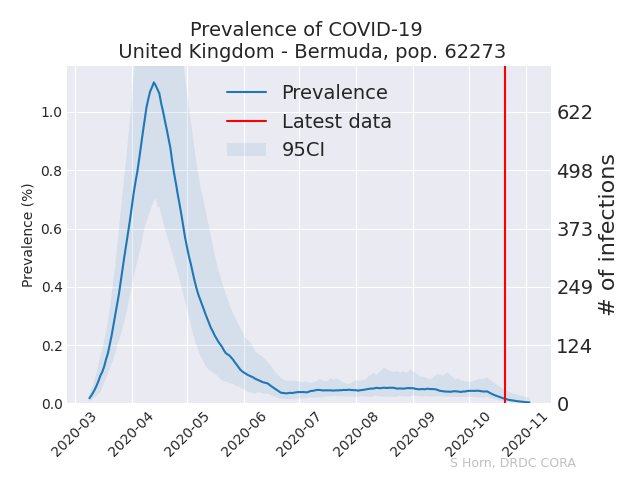 Prevalence of COVID-19
United Kingdom - Bermuda, pop. 62273
Prevalence
Latest data
95CI
Prevalence (%)
1.0
0.8
0.6
0.4
0.2
0.0
622
498
373
249
124
0
# of infections
2020-03
2020-04
2020-05
2020-06
2020-07
2020-08
2020-09
2020-10
2020-11
S Horn, DRDC CORA